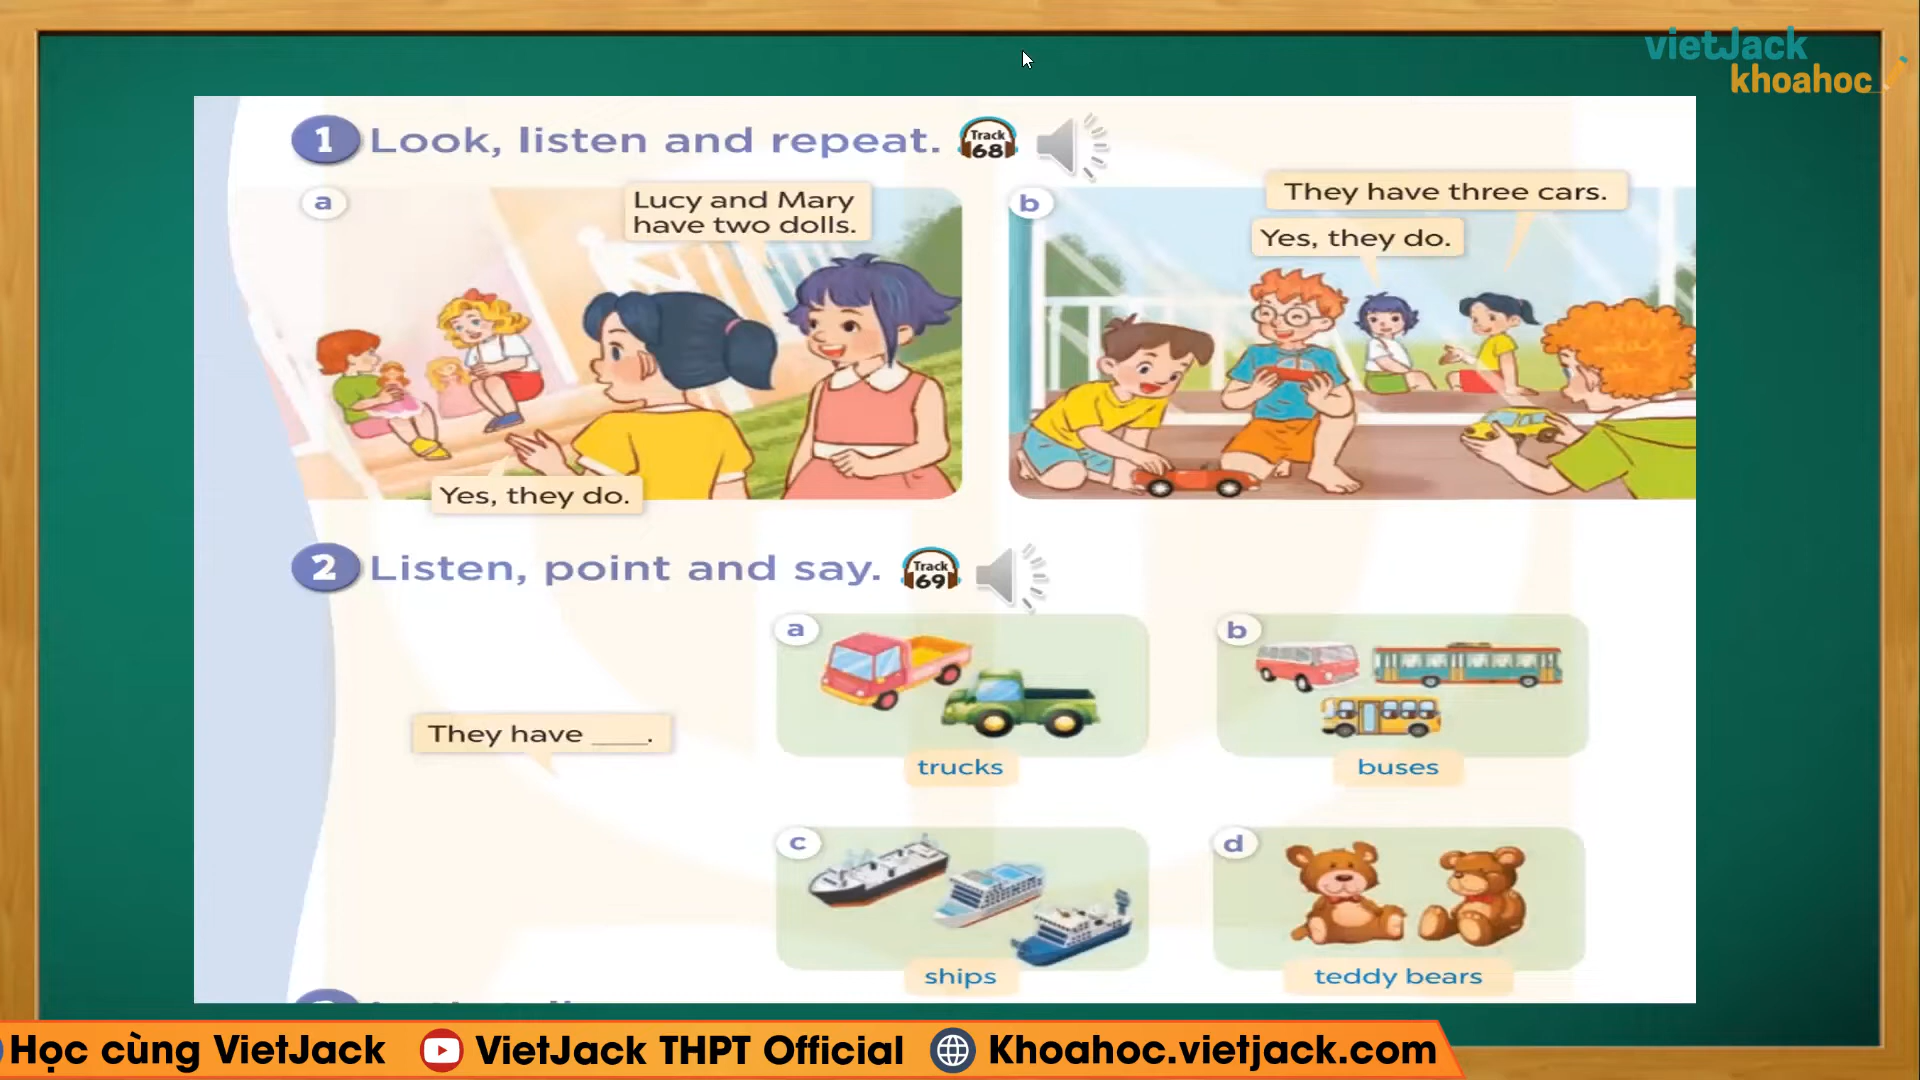 vietJack
khoahoc
1 Look, listen and repeat. Track 68
a
Lucy and Mary
have two dolls.
Yes, they do.
b
They have three cars.
Yes, they do.
2 Listen, point and say. Track 69
They have ____.
a
trucks
b
buses
c
ships
d
teddy bears
Học cùng VietJack VietJack THPT Official Khoahoc.vietjack.com